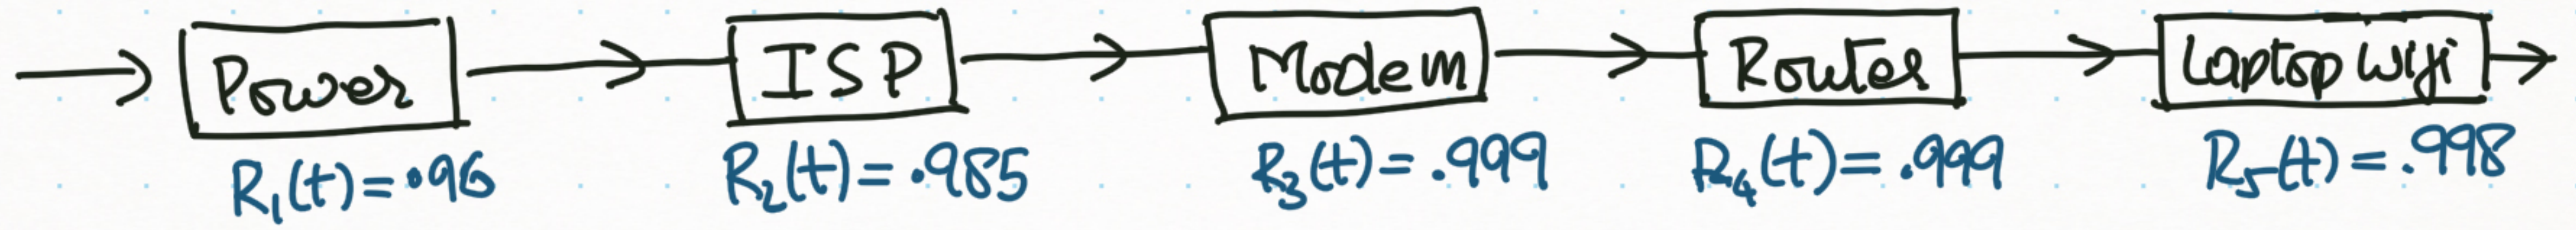 Power ISP Modem Router Laptop Wifi
R₁(t) = .96 R₂(t) = .985 R₃(t) = .999 R₄(t) = .999 R₅(t) = .998